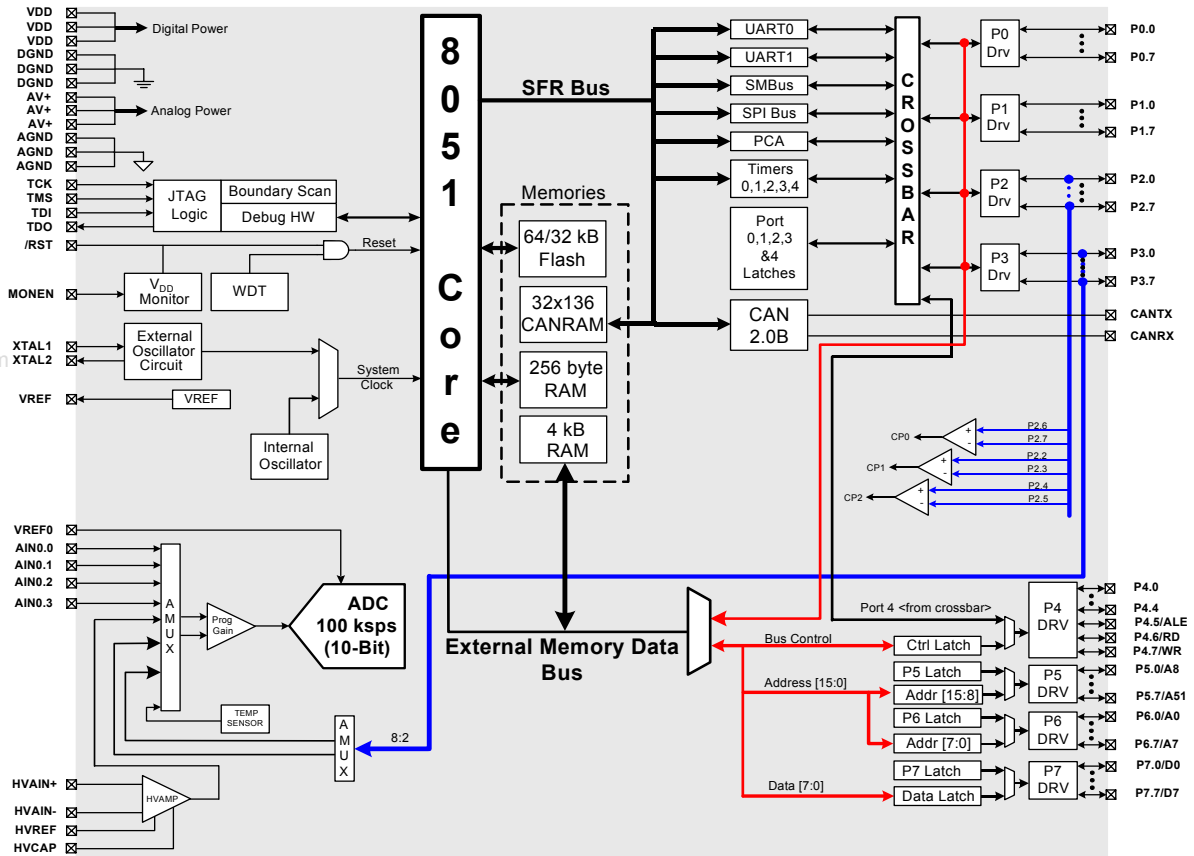 VDD
VDD
VDD
Digital Power
DGND
DGND
DGND
AV+
AV+
AV+
Analog Power
AGND
AGND
AGND
TCK
TMS
TDI
TDO
JTAG
Logic
Boundary Scan
Debug HW
/RST
Reset
MONEN
VDD
Monitor
WDT
XTAL1
XTAL2
External
Oscillator
Circuit
System
Clock
VREF
VREF
Internal
Oscillator
8
0
5
1
C
o
r
e
SFR Bus
Memories
64/32 kB
Flash
32x136
CANRAM
256 byte
RAM
4 kB
RAM
UART0
UART1
SMBus
SPI Bus
PCA
Timers
0,1,2,3,4
Port
0,1,2,3
&4
Latches
CAN
2.0B
C
R
O
S
S
B
A
R
P0
Drv
P1
Drv
P2
Drv
P3
Drv
P0.0
P0.7
P1.0
P1.7
P2.0
P2.7
P3.0
P3.7
CANTX
CANRX
CP0
+
-
P2.6
P2.7
CP1
+
-
P2.2
P2.3
CP2
+
-
P2.4
P2.5
VREF0
AIN0.0
AIN0.1
AIN0.2
AIN0.3
A
M
U
X
Prog
Gain
ADC
100 ksps
(10-Bit)
TEMP
SENSOR
A
M
U
X
8:2
HVAIN+
HVAIN-
HVREF
HVCAP
HVAMP
External Memory Data
Bus
Port 4 <from crossbar>
Bus Control
Ctrl Latch
Address [15:0]
P5 Latch
Addr [15:8]
P6 Latch
Addr [7:0]
P7 Latch
Data [7:0]
Data Latch
P4
DRV
P5
DRV
P6
DRV
P7
DRV
P4.0
P4.4
P4.5/ALE
P4.6/RD
P4.7/WR
P5.0/A8
P5.7/A51
P6.0/A0
P6.7/A7
P7.0/D0
P7.7/D7